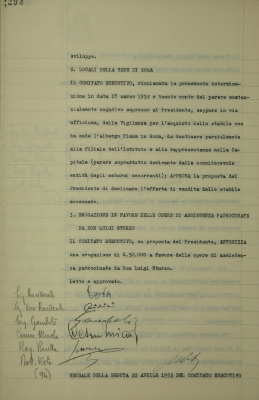 sviluppo.
2. LOCALI DELLA SEDE DI ROMA
IL COMITATO ESECUTIVO, richiamata la precedente determina-
zione in data 18 marzo 1952 e tenuto conto del parere sostan-
zialmente negativo espresso al Presidente, seppure in via
ufficiosa, dalla Vigilanza per l'acquisto dello stabile ove
ha sede l'albergo Plaza in Roma, da destinare parzialmente
alla filiale dell'Istituto e alla rappresentanza nella Ca-
pitale (parere soprattutto derivante dalla considerevole
entità degli esborsi occorrenti); APPROVA la proposta del
Presidente di declinare l'offerta di vendita dello stabile
accennato.
3. EROGAZIONE IN FAVORE DELLE OPERE DI ASSISTENZA PATROCINATE
DA DON LUIGI STURZO
IL COMITATO ESECUTIVO, su proposta del Presidente, AUTORIZZA
una erogazione di £.50.000 a favore delle opere di assisten-
za patrocinate da Don Luigi Sturzo.
Letto e approvato.
VERBALE DELLA SEDUTA 22 APRILE 1952 DEL COMITATO ESECUTIVO